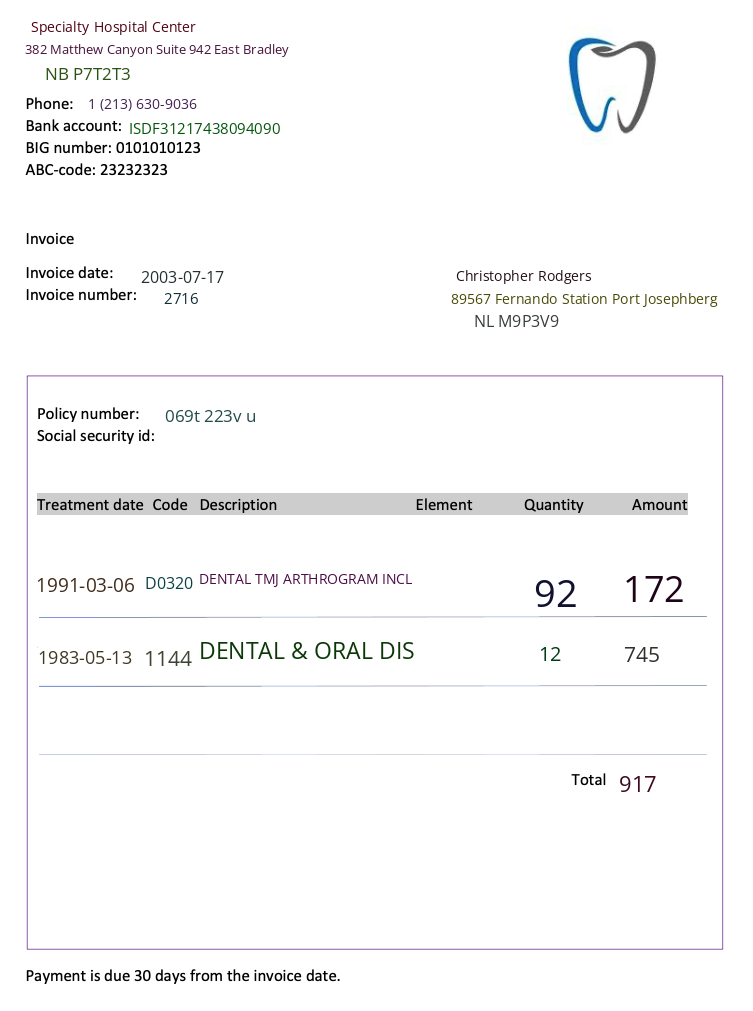 Specialty Hospital Center
382 Matthew Canyon Suite 942 East Bradley
NB P7T2T3
Phone: 1 (213) 630-9036
Bank account: ISDF31217438094090
BIG number: 0101010123
ABC-code: 23232323
Invoice
Invoice date: 2003-07-17
Invoice number: 2716
Christopher Rodgers
89567 Fernando Station Port Josephberg
NL M9P3V9
Policy number: 069t 223v u
Social security id:
Treatment date Code Description Element Quantity Amount
1991-03-06 D0320 DENTAL TMJ ARTHROGRAM INCL 92 172
1983-05-13 1144 DENTAL & ORAL DIS 12 745
Total 917
Payment is due 30 days from the invoice date.